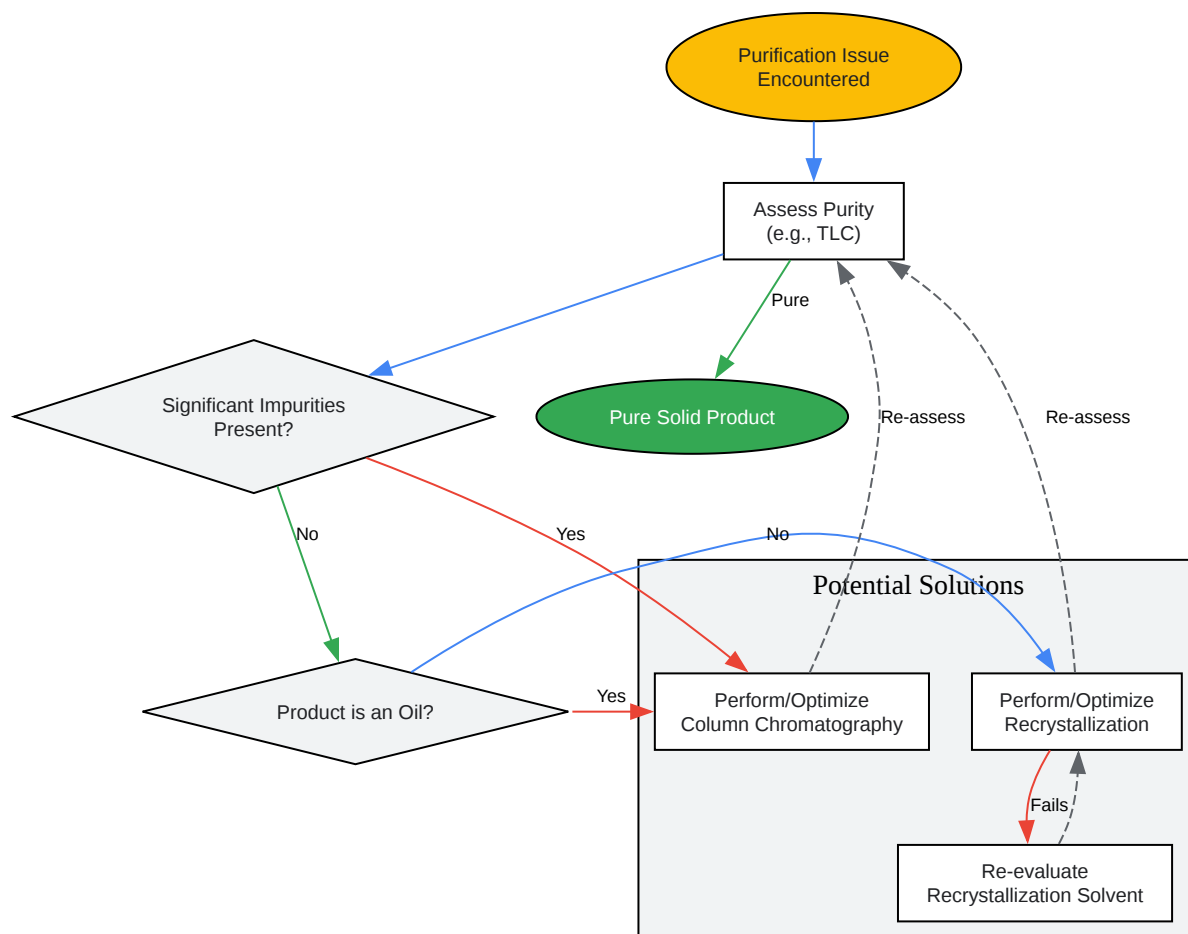 Purification Issue
Encountered
Assess Purity
(e.g., TLC)
Pure
Significant Impurities
Present?
Pure Solid Product
Re-assess
Re-assess
No
Yes
No
Potential Solutions
Product is an Oil?
Yes
Perform/Optimize
Column Chromatography
Perform/Optimize
Recrystallization
Fails
Re-evaluate
Recrystallization Solvent